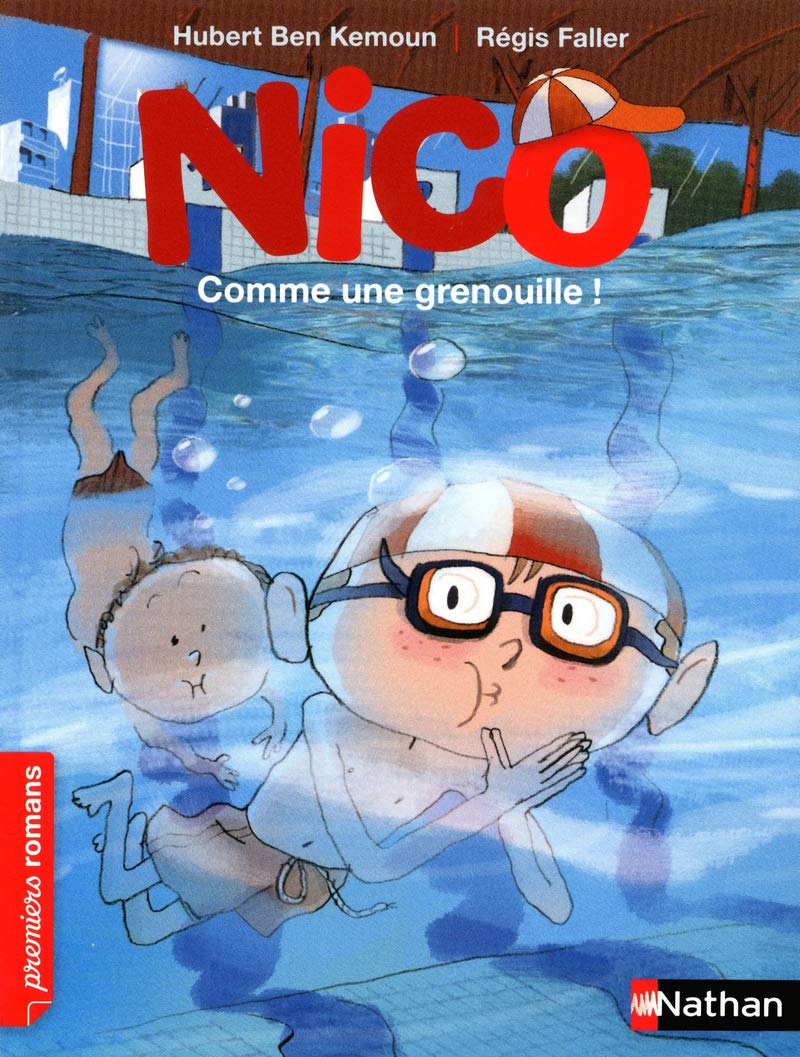 Hubert Ben Kemoun | Régis Faller
NiCO
Comme une grenouille !
premiers romans
Nathan